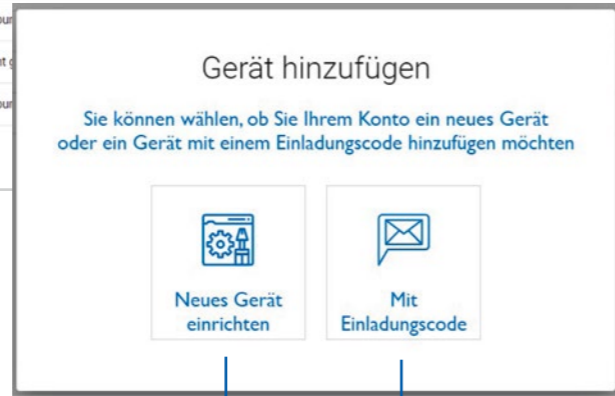 Gerät hinzufügen
Sie können wählen, ob Sie Ihrem Konto ein neues Gerät
oder ein Gerät mit einem Einladungscode hinzufügen möchten
Neues Gerät
einrichten
Mit
Einladungscode